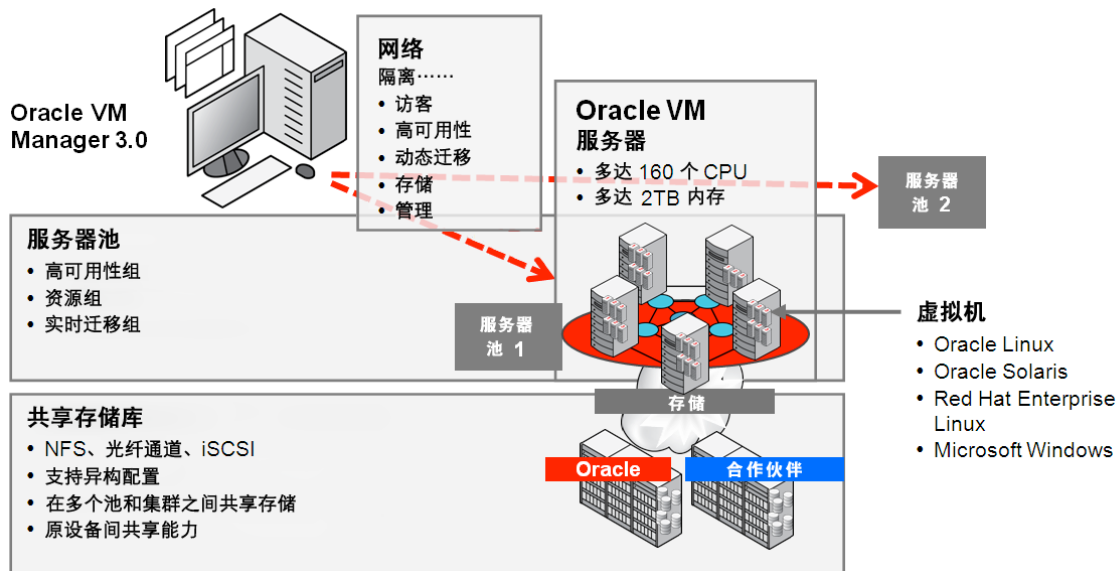 Oracle VM
Manager 3.0
网络
隔离……
• 访客
• 高可用性
• 动态迁移
• 存储
• 管理
Oracle VM
服务器
• 多达 160 个 CPU
• 多达 2TB 内存
服务器
池 2
服务器池
• 高可用性组
• 资源组
• 实时迁移组
服务器
池 1
虚拟机
• Oracle Linux
• Oracle Solaris
• Red Hat Enterprise
Linux
• Microsoft Windows
存储
共享存储库
• NFS、光纤通道、iSCSI
• 支持异构配置
• 在多个池和集群之间共享存储
• 原设备间共享能力
Oracle
合作伙伴